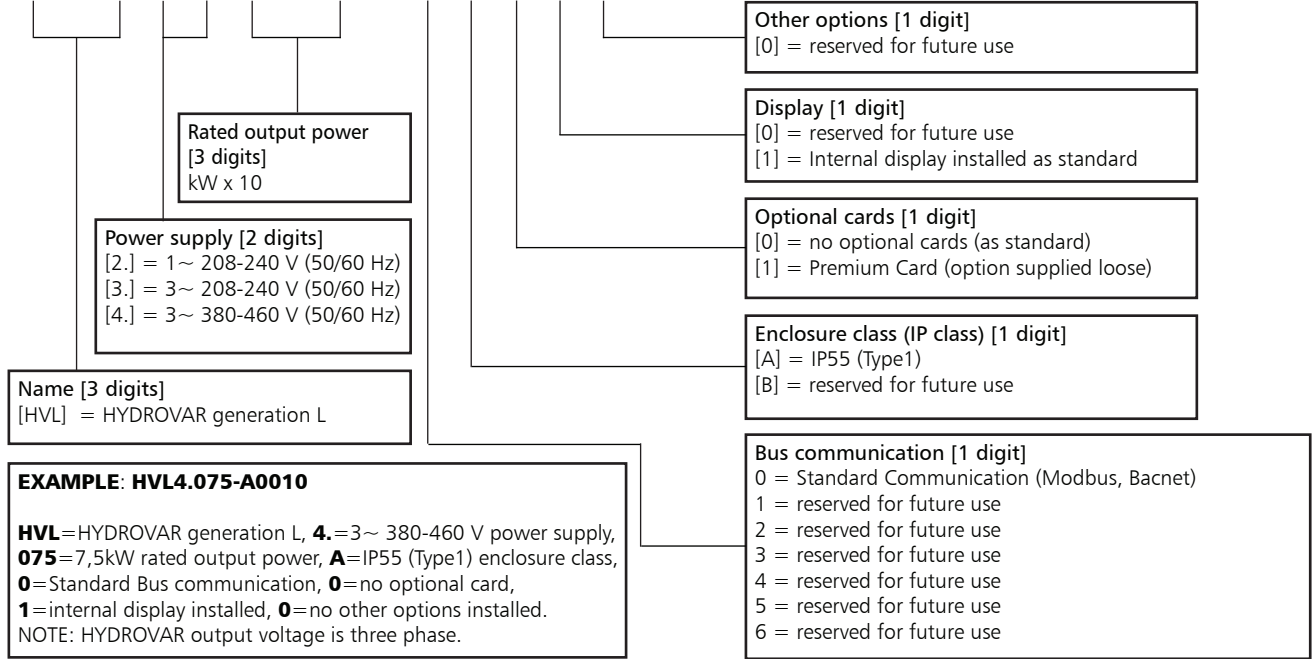 Other options [1 digit]
[0] = reserved for future use
Display [1 digit]
[0] = reserved for future use
[1] = Internal display installed as standard
Rated output power
[3 digits]
kW x 10
Optional cards [1 digit]
[0] = no optional cards (as standard)
[1] = Premium Card (option supplied loose)
Power supply [2 digits]
[2.] = 1~ 208-240 V (50/60 Hz)
[3.] = 3~ 208-240 V (50/60 Hz)
[4.] = 3~ 380-460 V (50/60 Hz)
Enclosure class (IP class) [1 digit]
[A] = IP55 (Type1)
[B] = reserved for future use
Name [3 digits]
[HVL] = HYDROVAR generation L
Bus communication [1 digit]
0 = Standard Communication (Modbus, Bacnet)
1 = reserved for future use
2 = reserved for future use
3 = reserved for future use
4 = reserved for future use
5 = reserved for future use
6 = reserved for future use
EXAMPLE: HVL4.075-A0010
HVL=HYDROVAR generation L, 4.=3~ 380-460 V power supply,
075=7,5kW rated output power, A=IP55 (Type1) enclosure class,
0=Standard Bus communication, 0=no optional card,
1=internal display installed, 0=no other options installed.
NOTE: HYDROVAR output voltage is three phase.